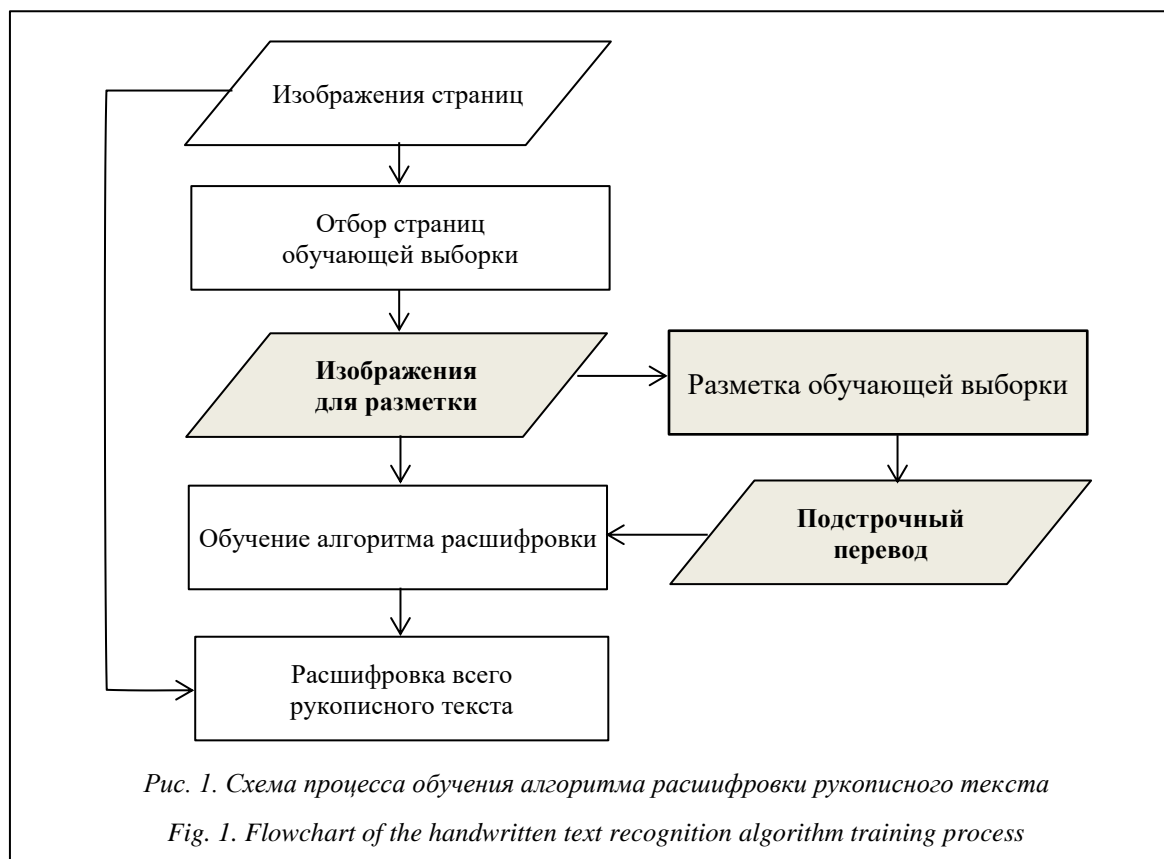 Изображения страниц
Отбор страниц
обучающей выборки
Изображения
для разметки
Разметка обучающей выборки
Обучение алгоритма расшифровки
Подстрочный
перевод
Расшифровка всего
рукописного текста
Рис. 1. Схема процесса обучения алгоритма расшифровки рукописного текста
Fig. 1. Flowchart of the handwritten text recognition algorithm training process